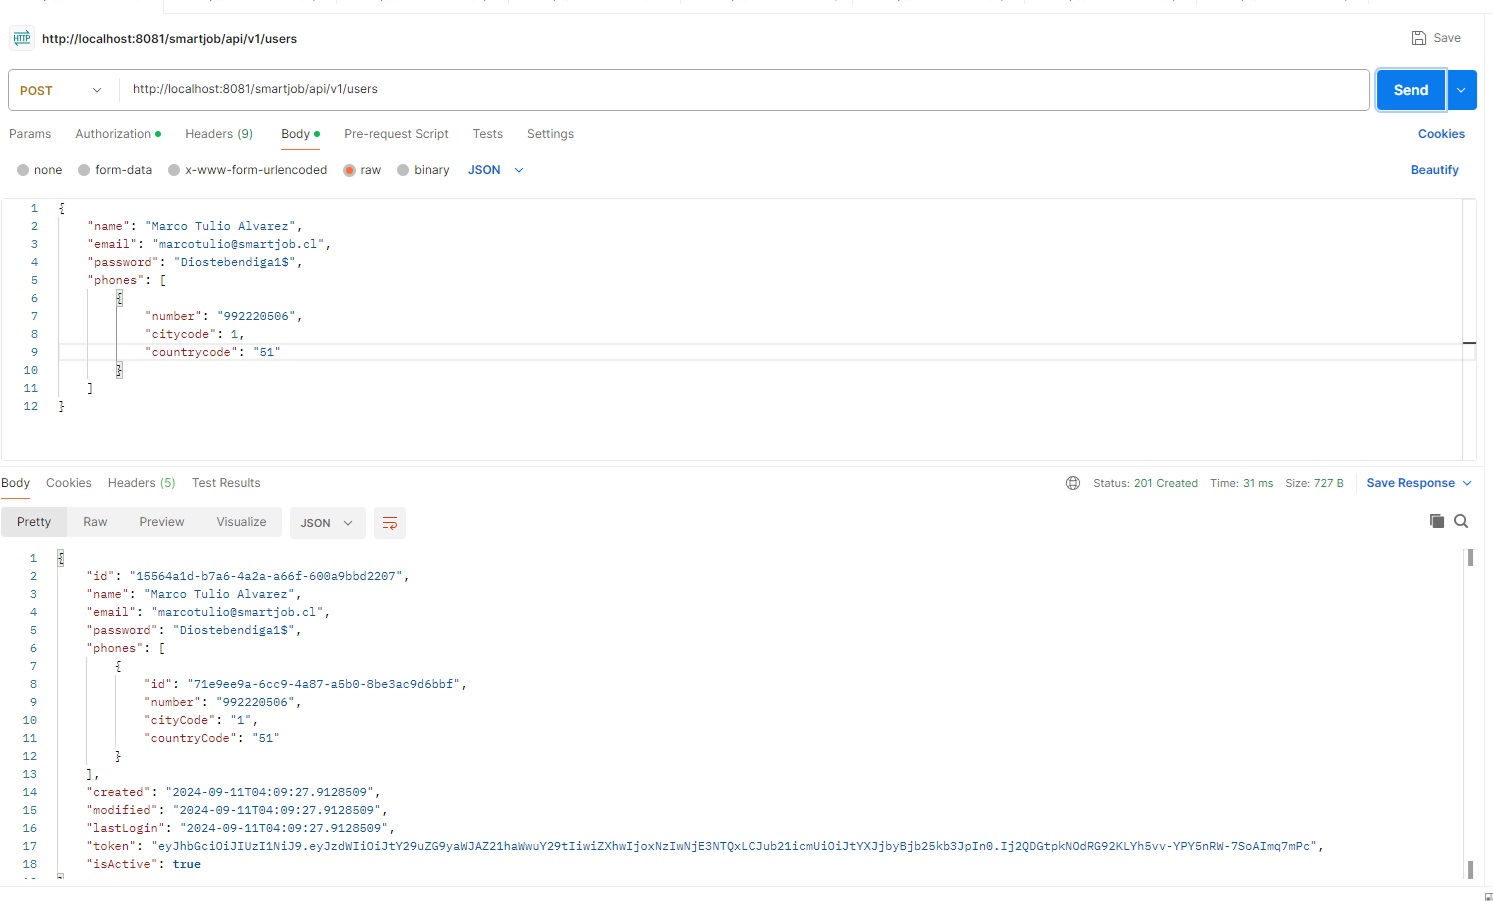 HTTP http://localhost:8081/smartjob/api/v1/users Save
POST http://localhost:8081/smartjob/api/v1/users Send
Params Authorization Headers (9) Body Pre-request Script Tests Settings Cookies
none form-data x-www-form-urlencoded raw binary JSON Beautify
1 {
2 "name": "Marco Tulio Alvarez",
3 "email": "marcotulio@smartjob.cl",
4 "password": "Diostebendiga1$",
5 "phones": [
6 {
7 "number": "992220506",
8 "citycode": 1,
9 "countrycode": "51"
10 }
11 ]
12 }
Body Cookies Headers (5) Test Results Status: 201 Created Time: 31 ms Size: 727 B Save Response
Pretty Raw Preview Visualize JSON
1 {
2 "id": "15564a1d-b7a6-4a2a-a66f-600a9bbd2207",
3 "name": "Marco Tulio Alvarez",
4 "email": "marcotulio@smartjob.cl",
5 "password": "Diostebendiga1$",
6 "phones": [
7 {
8 "id": "71e9ee9a-6cc9-4a87-a5b0-8be3ac9d6bbf",
9 "number": "992220506",
10 "cityCode": "1",
11 "countryCode": "51"
12 }
13 ],
14 "created": "2024-09-11T04:09:27.9128509",
15 "modified": "2024-09-11T04:09:27.9128509",
16 "lastLogin": "2024-09-11T04:09:27.9128509",
17 "token": "eyJhbGciOiJIUzI1NiJ9.eyJzdWIiOiJtY29uZG9yaWJAZ21haWwuY29tIiwiZXhwIjoxNzIwNjE3NTQxLCJub21icmUiOiJtYXJjbyBjb25kb3JpIn0.Ij2QDGtpkNOdRG92KLYh5vv-YPY5nRW-7SoAImq7mPc",
18 "isActive": true